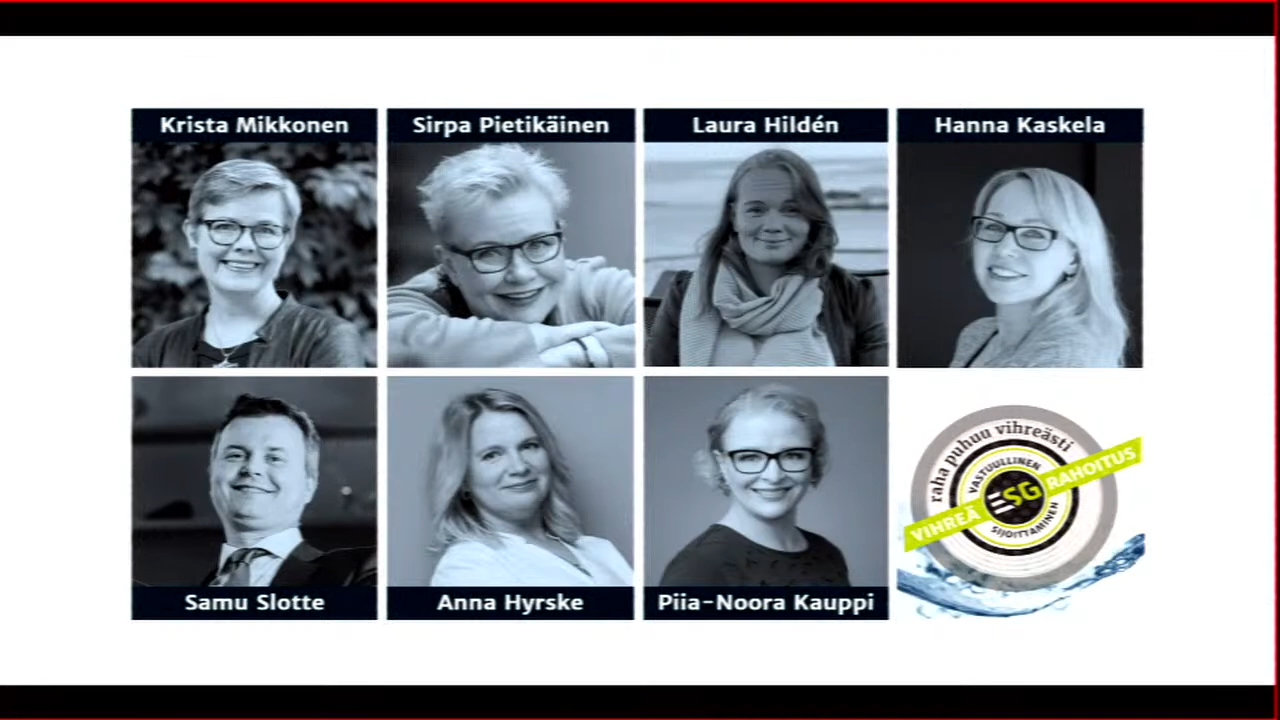 Krista Mikkonen
Sirpa Pietikäinen
Laura Hildén
Hanna Kaskela
Samu Slotte
Anna Hyrske
Piia-Noora Kauppi
raha puhuu vihreästi
VASTUULLINEN
VIHREÄ ESG RAHOITUS
SIJOITTAMINEN